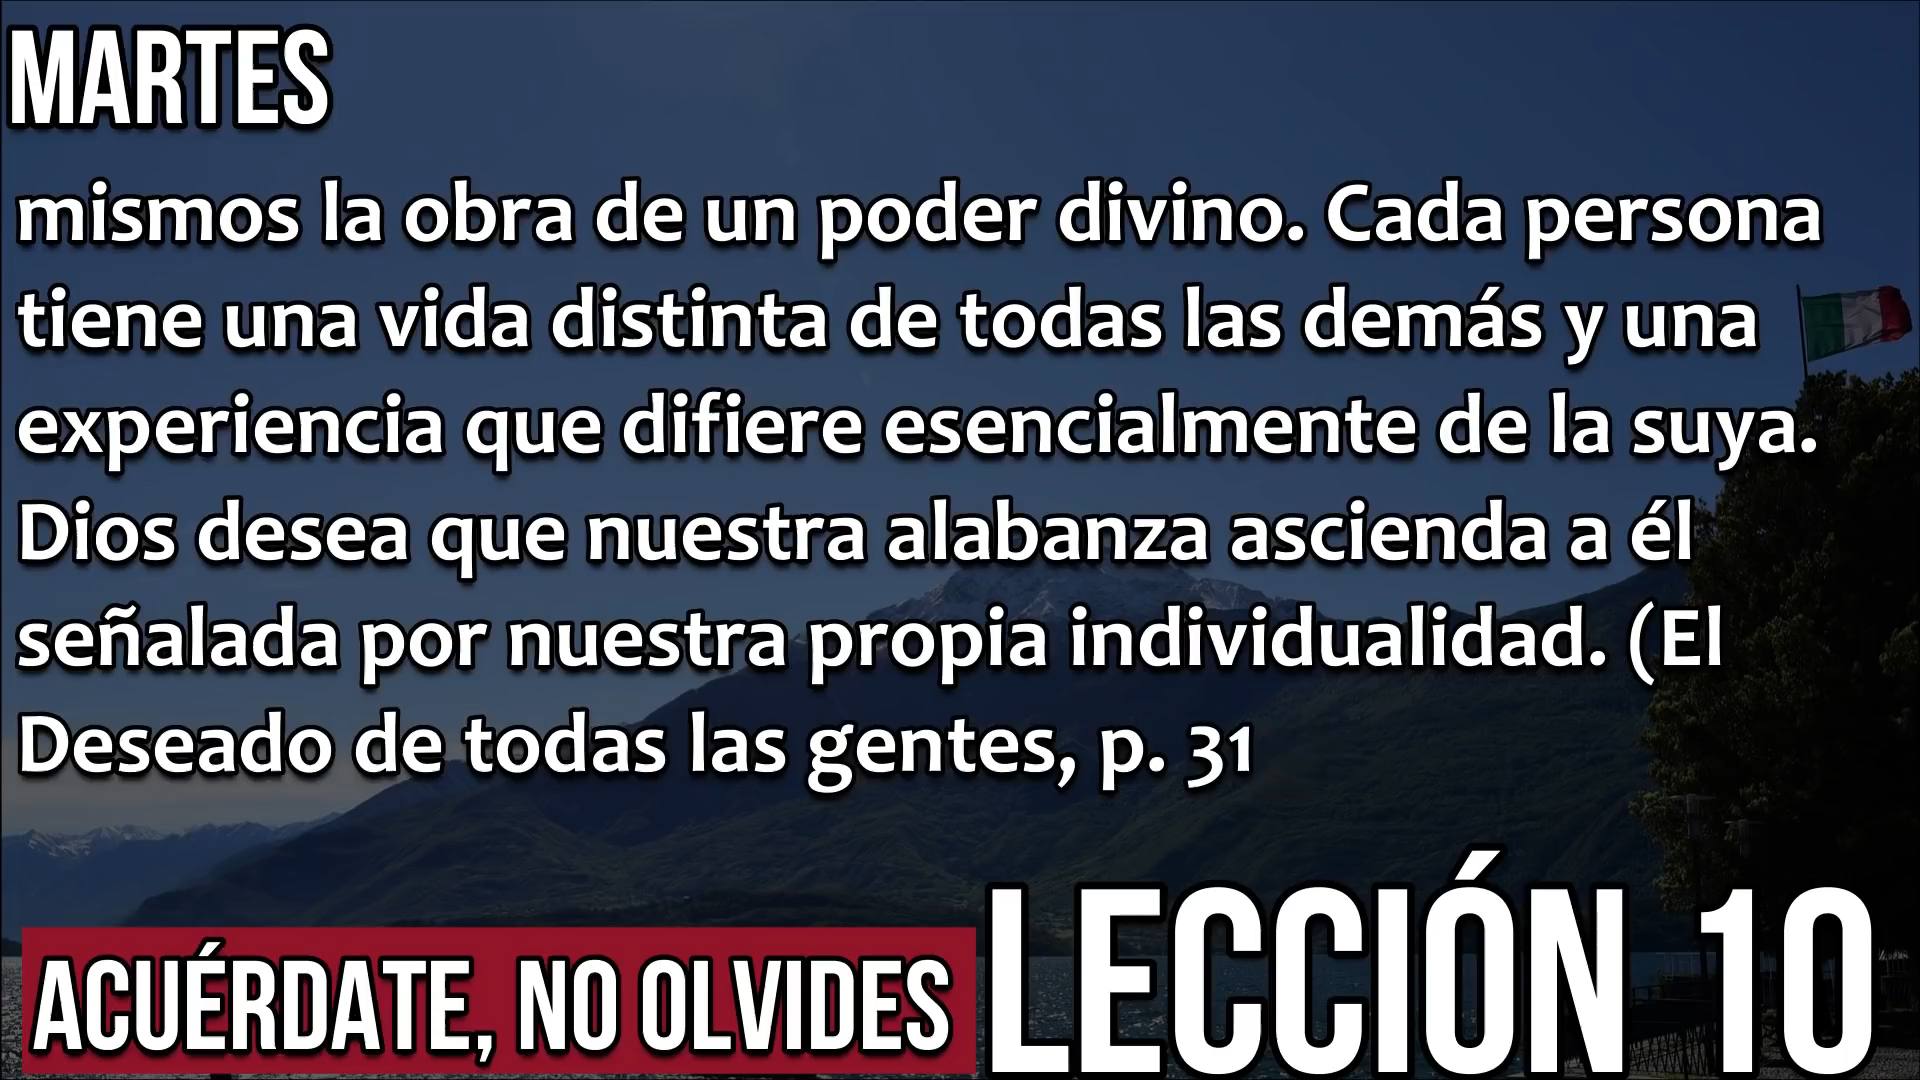 MARTES
mismos la obra de un poder divino. Cada persona
tiene una vida distinta de todas las demás y una
experiencia que difiere esencialmente de la suya.
Dios desea que nuestra alabanza ascienda a él
señalada por nuestra propia individualidad. (El
Deseado de todas las gentes, p. 31
ACUÉRDATE, NO OLVIDES
LECCIÓN 10